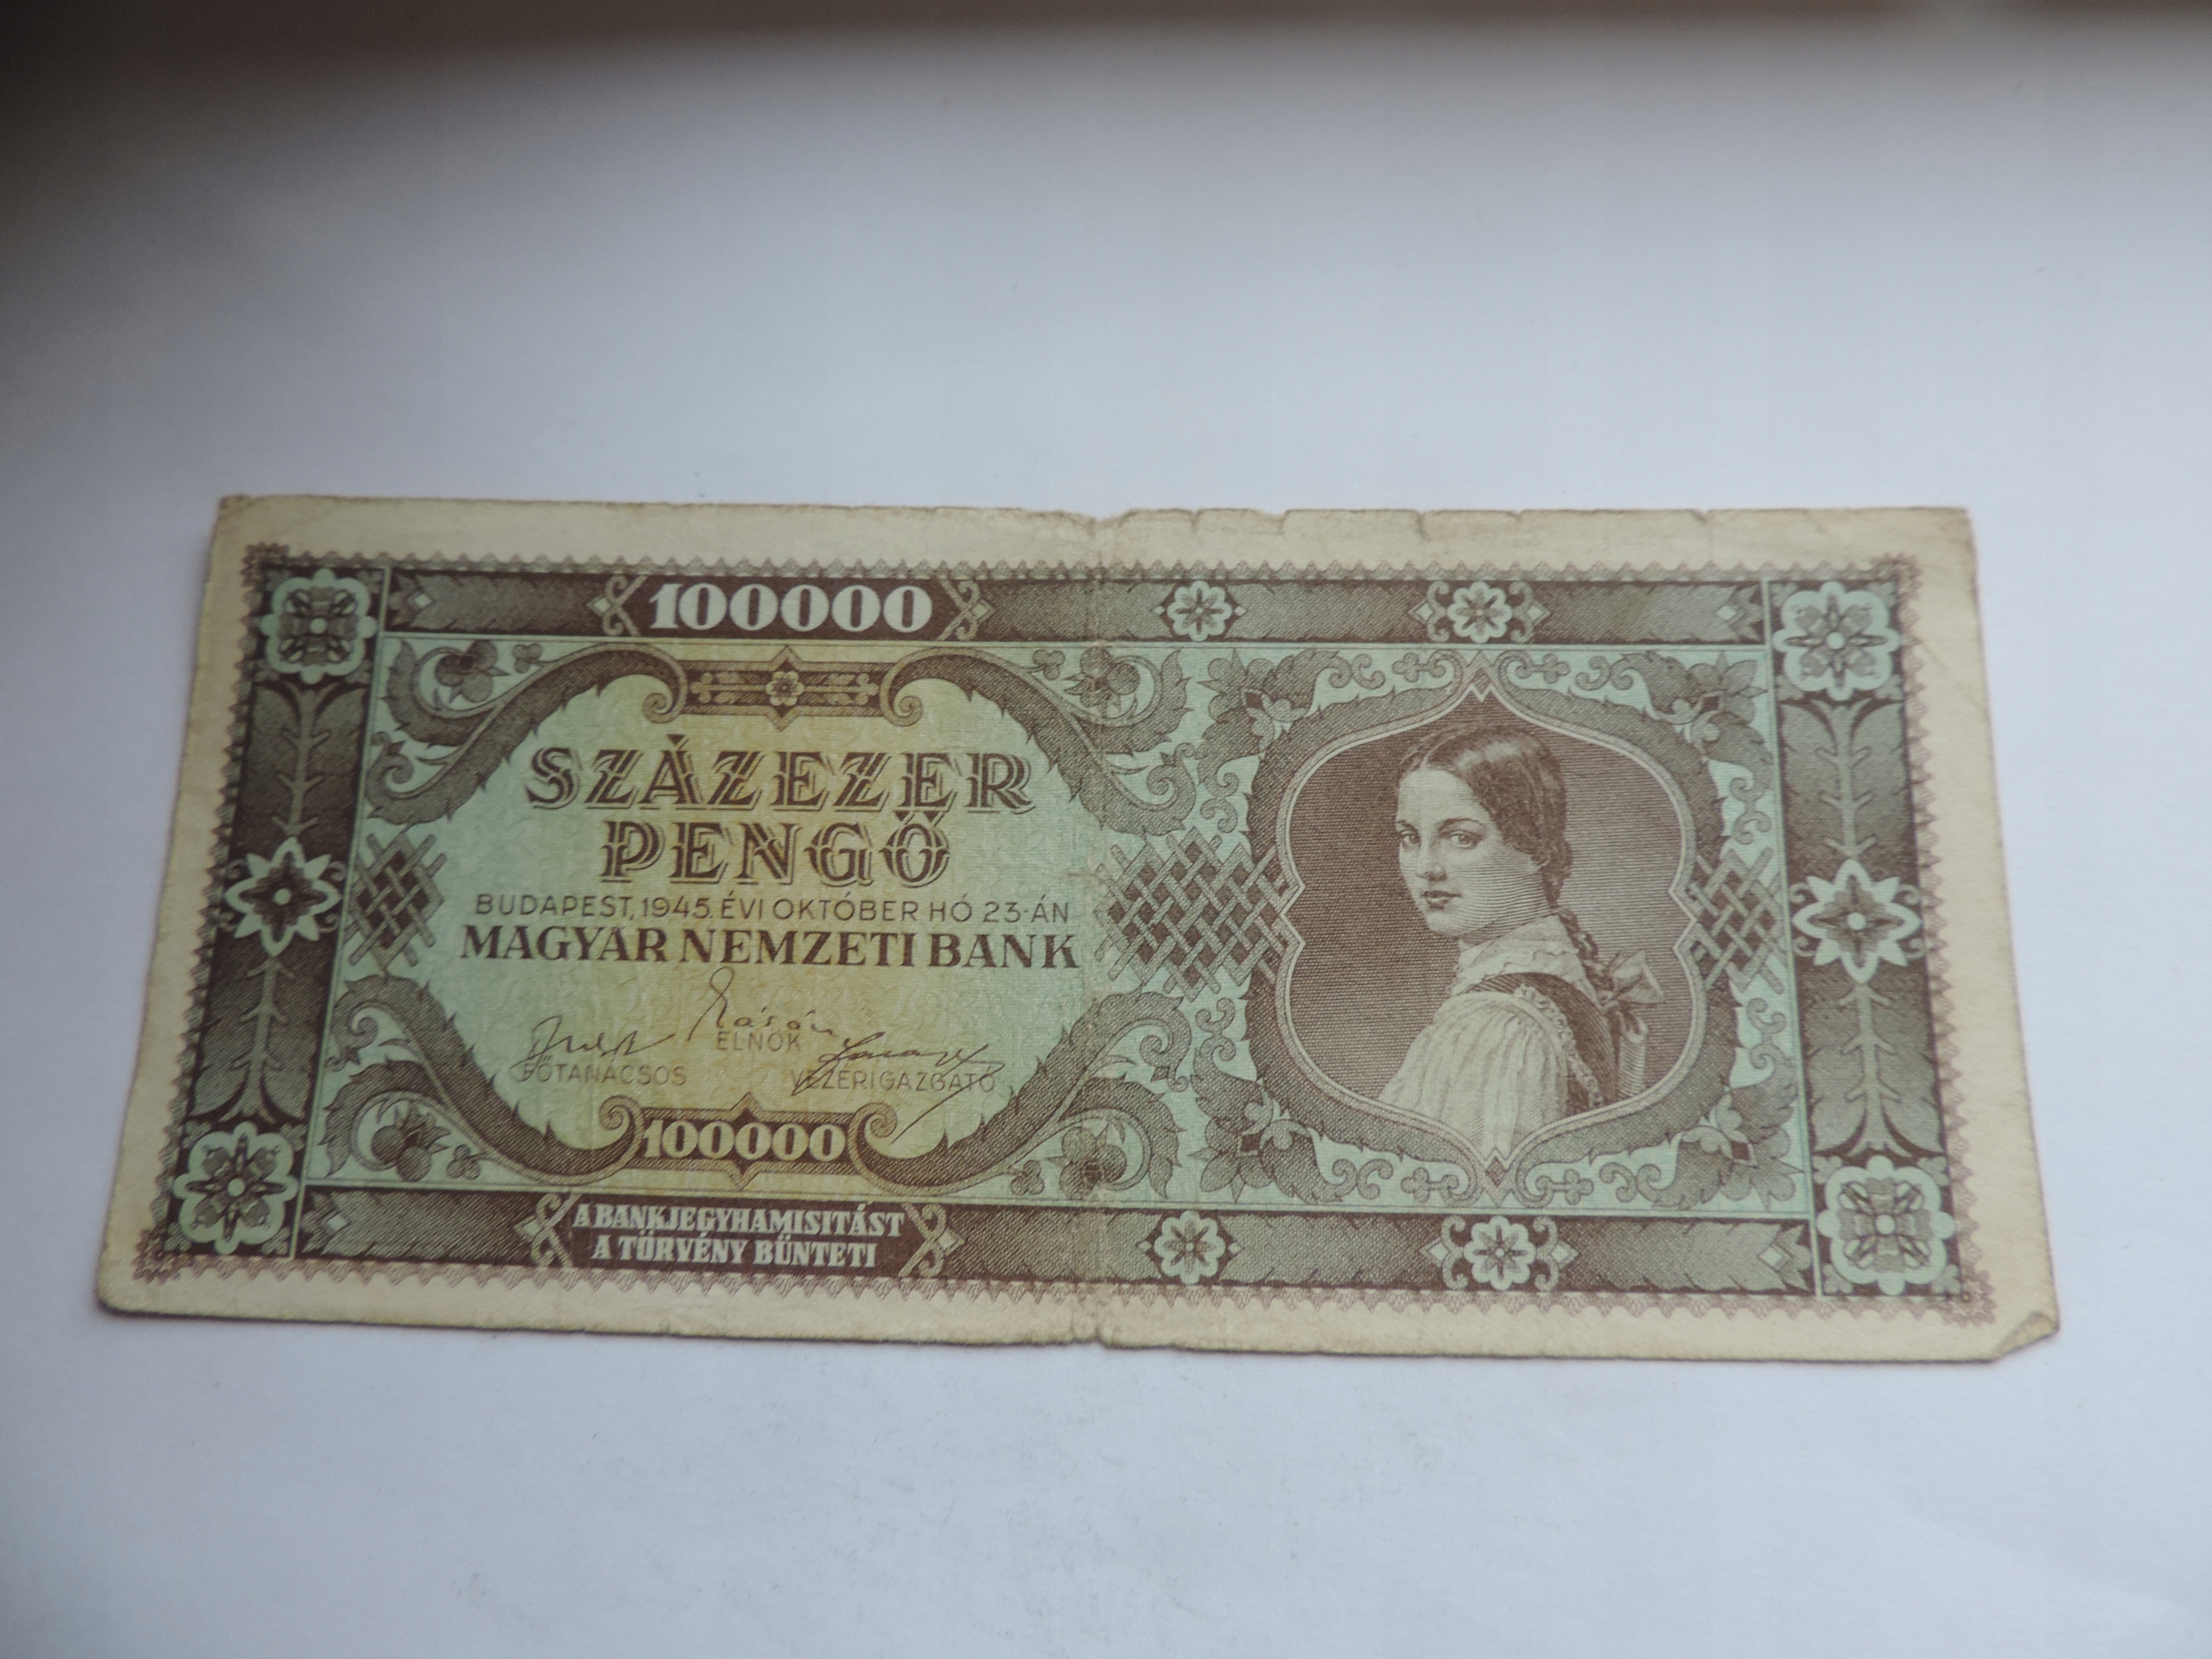 100000
SZÁZEZER
PENGŐ
BUDAPEST, 1945. ÉVI OKTÓBER HÓ 23-ÁN
MAGYAR NEMZETI BANK
ELNÖK
FŐTANÁCSOS VEZÉRIGAZGATÓ
100000
A BANKJEGYHAMISITÁST
A TÖRVÉNY BÜNTETI